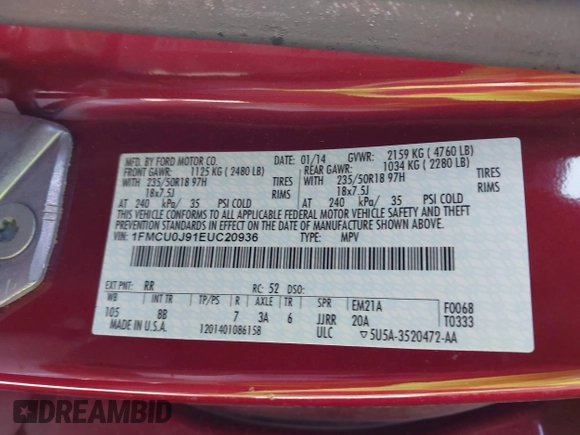 MFD. BY FORD MOTOR CO. DATE: 01/14 GVWR: 2159 KG ( 4760 LB)
FRONT GAWR: 1125 KG ( 2480 LB) REAR GAWR: 1034 KG ( 2280 LB)
WITH 235/50R18 97H TIRES WITH 235/50R18 97H TIRES
18x7.5J RIMS 18x7.5J RIMS
AT 240 kPa/ 35 PSI COLD AT 240 kPa/ 35 PSI COLD
THIS VEHICLE CONFORMS TO ALL APPLICABLE FEDERAL MOTOR VEHICLE SAFETY AND BUMPER
STANDARDS IN EFFECT ON THE DATE OF MANUFACTURE SHOWN ABOVE.
VIN: 1FMCU0J91EUC20936 TYPE: MPV
EXT PNT: RR RC: 52 DSO:
WB INT TR TP/PS R AXLE TR SPR EM21A F0068
105 8B 7 3A 6 JJRR 20A T0333
MADE IN U.S.A. 1201401086158 ULC ▽5U5A-3520472-AA
DREAMBID